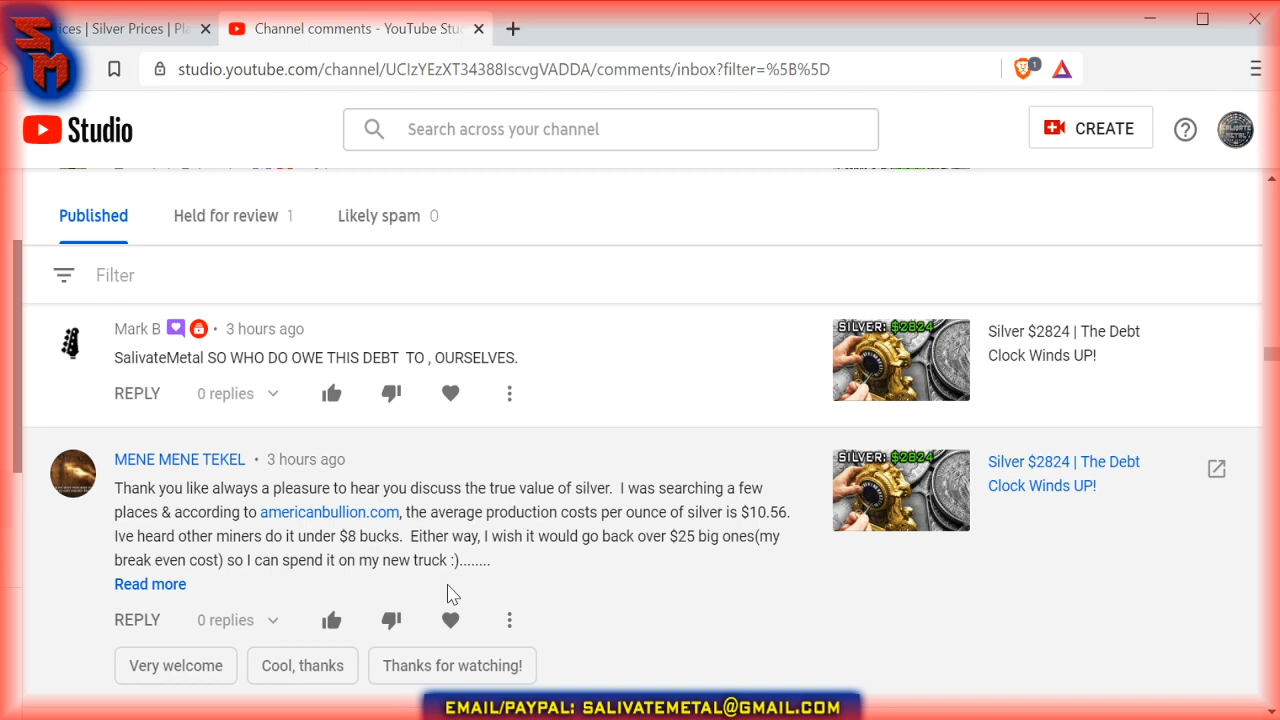 SM
ices | Silver Prices | Pla
Channel comments - YouTube Stu
studio.youtube.com/channel/UCIzYEzXT34388IscvgVADDA/comments/inbox?filter=%5B%5D
1
Studio
Search across your channel
CREATE
Published
Held for review 1
Likely spam 0
Filter
Mark B • 3 hours ago
SalivateMetal SO WHO DO OWE THIS DEBT TO , OURSELVES.
REPLY
0 replies
SILVER: $2824
Silver $2824 | The Debt
Clock Winds UP!
MENE MENE TEKEL • 3 hours ago
Thank you like always a pleasure to hear you discuss the true value of silver. I was searching a few
places & according to americanbullion.com, the average production costs per ounce of silver is $10.56.
Ive heard other miners do it under $8 bucks. Either way, I wish it would go back over $25 big ones(my
break even cost) so I can spend it on my new truck :)........
Read more
REPLY
0 replies
Very welcome
Cool, thanks
Thanks for watching!
SILVER: $2824
Silver $2824 | The Debt
Clock Winds UP!
EMAIL/PAYPAL: SALIVATEMETAL@GMAIL.COM